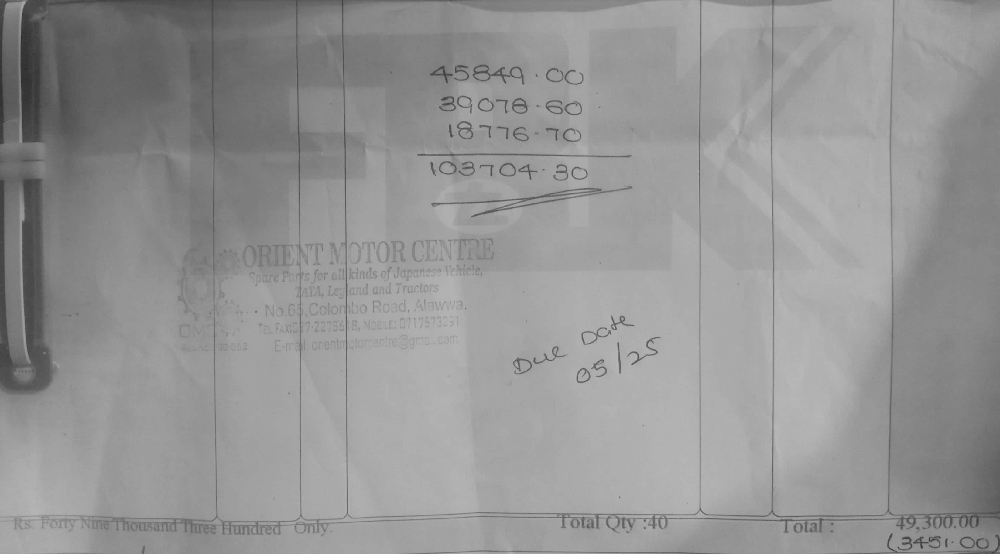 45849.00
39078.60
18776.70
103704.30
ORIENT MOTOR CENTRE
Spare Parts for all kinds of Japanese Vehicle,
TATA, Leyland and Tractors
No.65, Colombo Road, Alawwa.
Due Date
05/25
Rs. Forty Nine Thousand Three Hundred Only.
Total Qty :40
Total :
49,300.00
(3451.00)